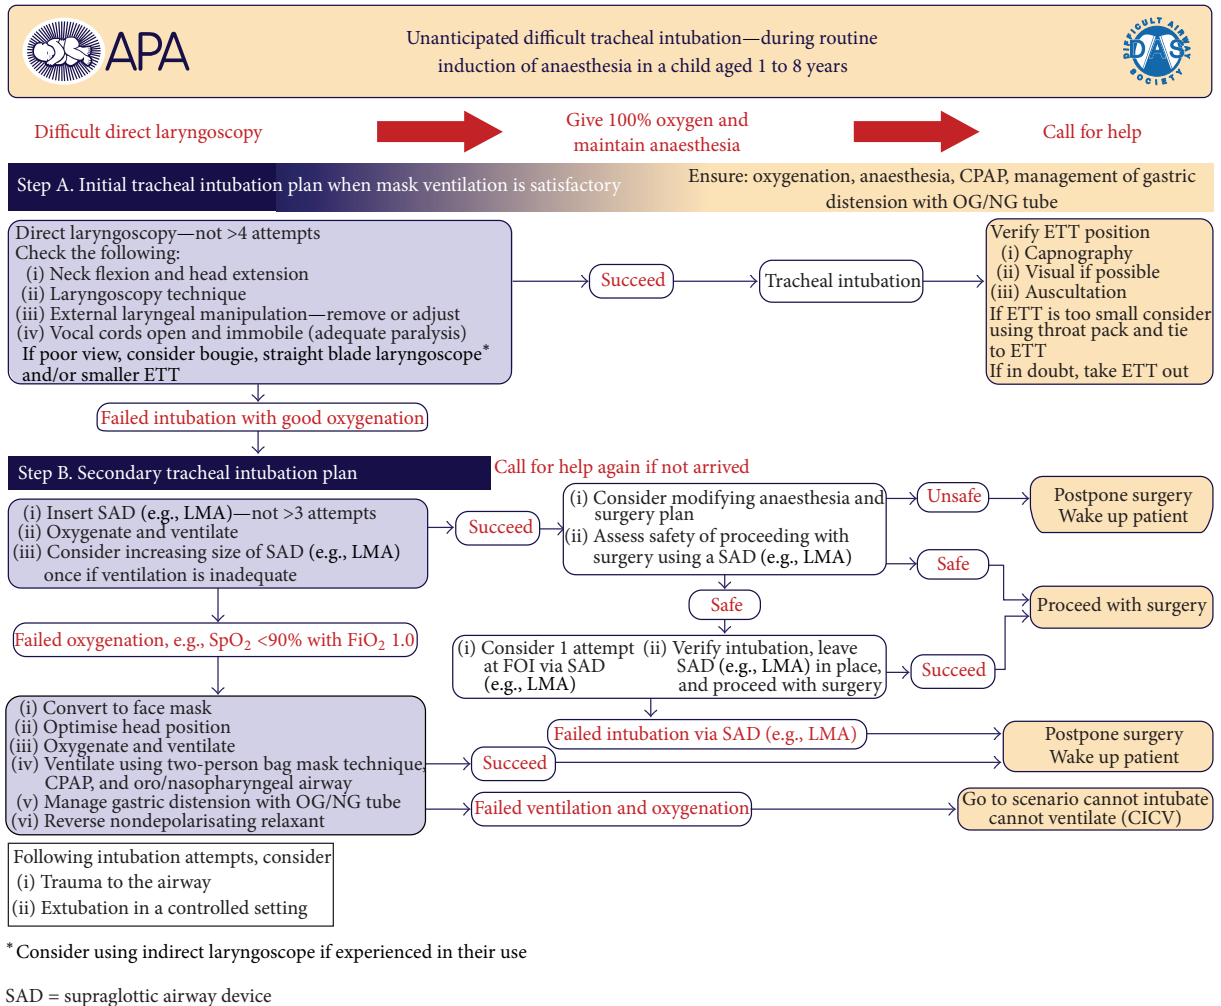 APA
Unanticipated difficult tracheal intubation—during routine
induction of anaesthesia in a child aged 1 to 8 years
DIFFICULT AIRWAY
DAS
SOCIETY
Difficult direct laryngoscopy
Give 100% oxygen and
maintain anaesthesia
Call for help
Step A. Initial tracheal intubation plan when mask ventilation is satisfactory
Ensure: oxygenation, anaesthesia, CPAP, management of gastric
distension with OG/NG tube
Direct laryngoscopy—not >4 attempts
Check the following:
(i) Neck flexion and head extension
(ii) Laryngoscopy technique
(iii) External laryngeal manipulation—remove or adjust
(iv) Vocal cords open and immobile (adequate paralysis)
If poor view, consider bougie, straight blade laryngoscope*
and/or smaller ETT
Succeed
Tracheal intubation
Verify ETT position
(i) Capnography
(ii) Visual if possible
(iii) Auscultation
If ETT is too small consider
using throat pack and tie
to ETT
If in doubt, take ETT out
Failed intubation with good oxygenation
Step B. Secondary tracheal intubation plan
Call for help again if not arrived
(i) Insert SAD (e.g., LMA)—not >3 attempts
(ii) Oxygenate and ventilate
(iii) Consider increasing size of SAD (e.g., LMA)
once if ventilation is inadequate
Succeed
(i) Consider modifying anaesthesia and
surgery plan
(ii) Assess safety of proceeding with
surgery using a SAD (e.g., LMA)
Unsafe
Postpone surgery
Wake up patient
Safe
Proceed with surgery
Safe
Failed oxygenation, e.g., SpO2 <90% with FiO2 1.0
(i) Consider 1 attempt
at FOI via SAD
(e.g., LMA)
(ii) Verify intubation, leave
SAD (e.g., LMA) in place,
and proceed with surgery
Succeed
Failed intubation via SAD (e.g., LMA)
Postpone surgery
Wake up patient
(i) Convert to face mask
(ii) Optimise head position
(iii) Oxygenate and ventilate
(iv) Ventilate using two-person bag mask technique,
CPAP, and oro/nasopharyngeal airway
(v) Manage gastric distension with OG/NG tube
(vi) Reverse nondepolarisating relaxant
Succeed
Failed ventilation and oxygenation
Go to scenario cannot intubate
cannot ventilate (CICV)
Following intubation attempts, consider
(i) Trauma to the airway
(ii) Extubation in a controlled setting
*Consider using indirect laryngoscope if experienced in their use
SAD = supraglottic airway device